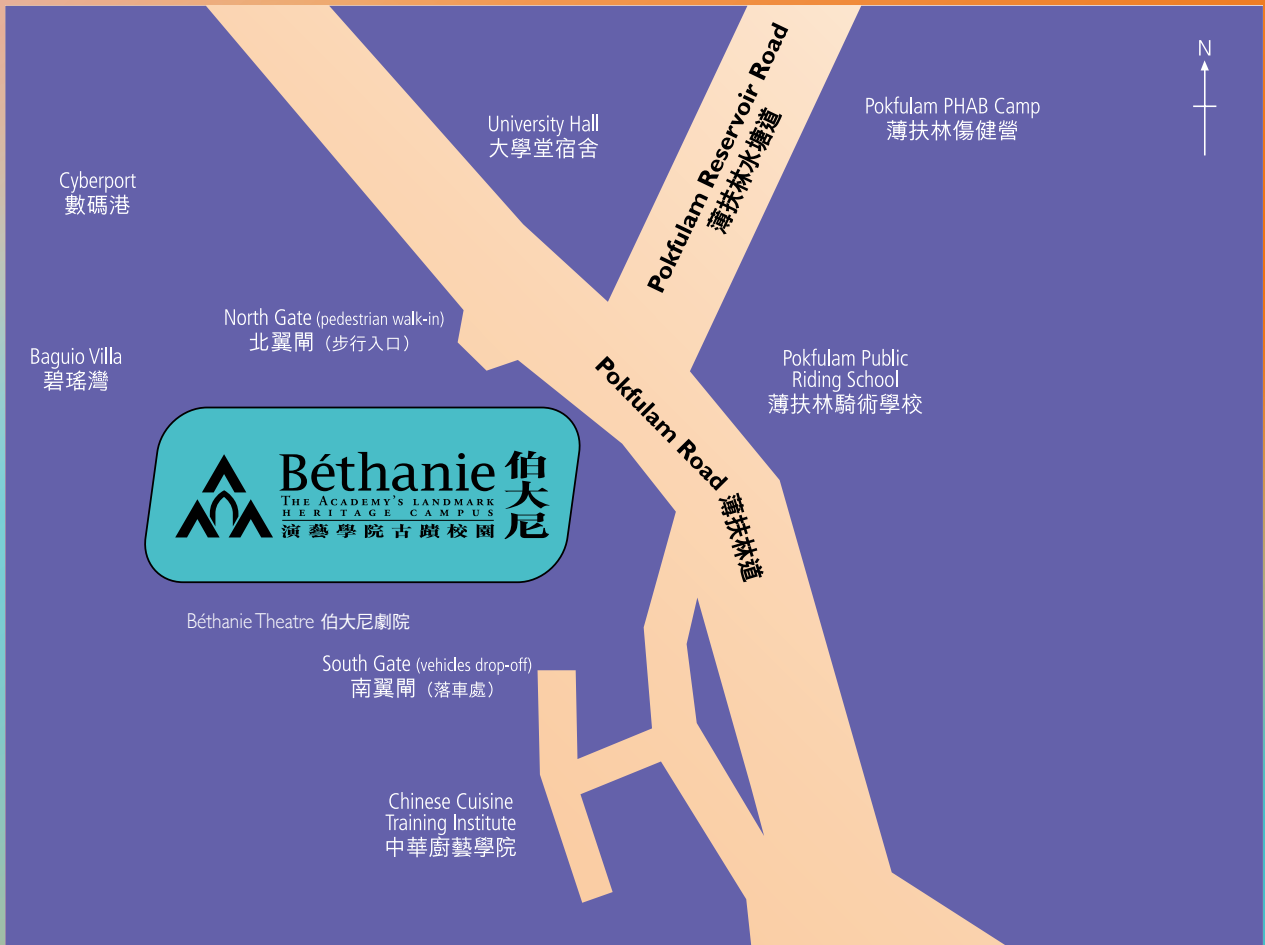 N
Pokfulam Reservoir Road
薄扶林水塘道
Pokfulam PHAB Camp
薄扶林傷健營
University Hall
大學堂宿舍
Cyberport
數碼港
North Gate (pedestrian walk-in)
北翼閘（步行入口）
Baguio Villa
碧瑤灣
Pokfulam Public
Riding School
薄扶林騎術學校
Pokfulam Road 薄扶林道
Béthanie 伯大尼
THE ACADEMY'S LANDMARK
HERITAGE CAMPUS
演藝學院古蹟校園
Béthanie Theatre 伯大尼劇院
South Gate (vehicles drop-off)
南翼閘（落車處）
Chinese Cuisine
Training Institute
中華廚藝學院